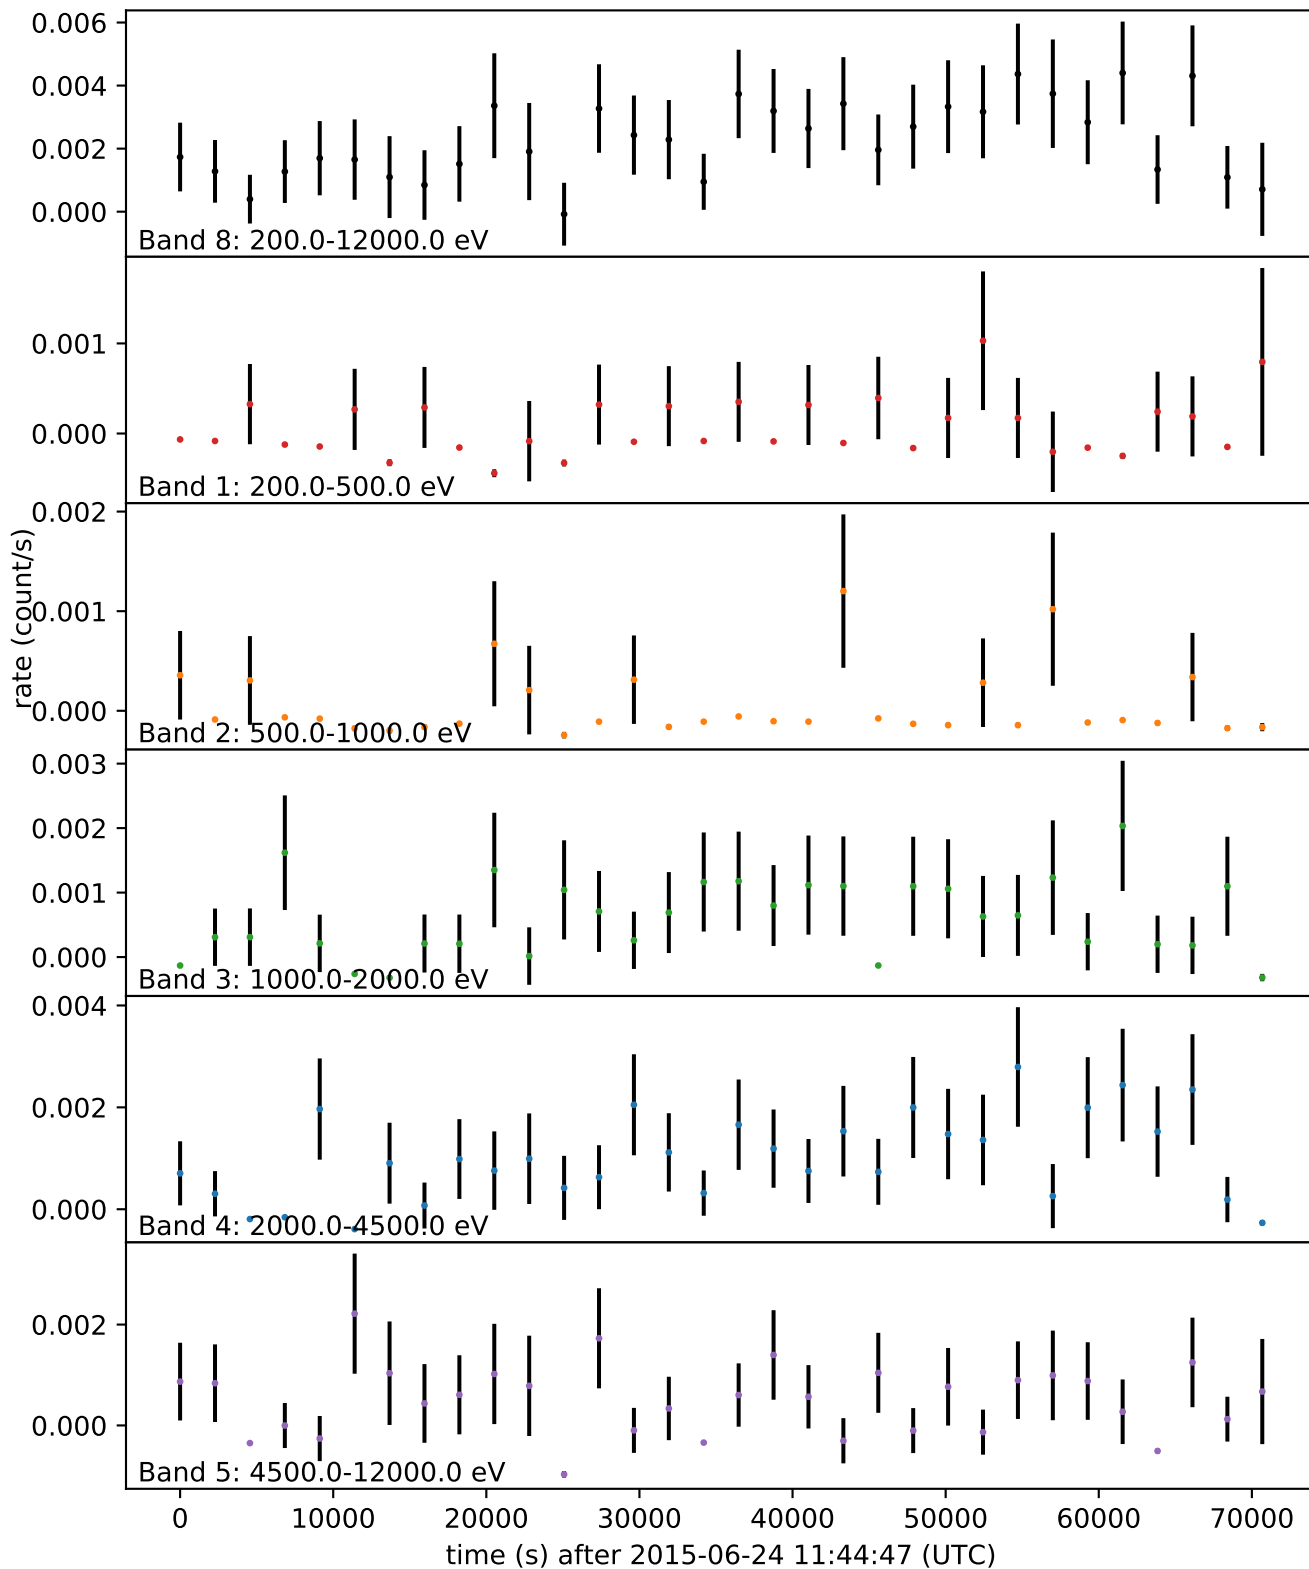 0.006
0.004
0.002
0.000
Band 8: 200.0-12000.0 eV
0.001
0.000
Band 1: 200.0-500.0 eV
rate (count/s)
0.002
0.001
0.000
Band 2: 500.0-1000.0 eV
0.003
0.002
0.001
0.000
Band 3: 1000.0-2000.0 eV
0.004
0.002
0.000
Band 4: 2000.0-4500.0 eV
0.002
0.000
Band 5: 4500.0-12000.0 eV
0 10000 20000 30000 40000 50000 60000 70000
time (s) after 2015-06-24 11:44:47 (UTC)